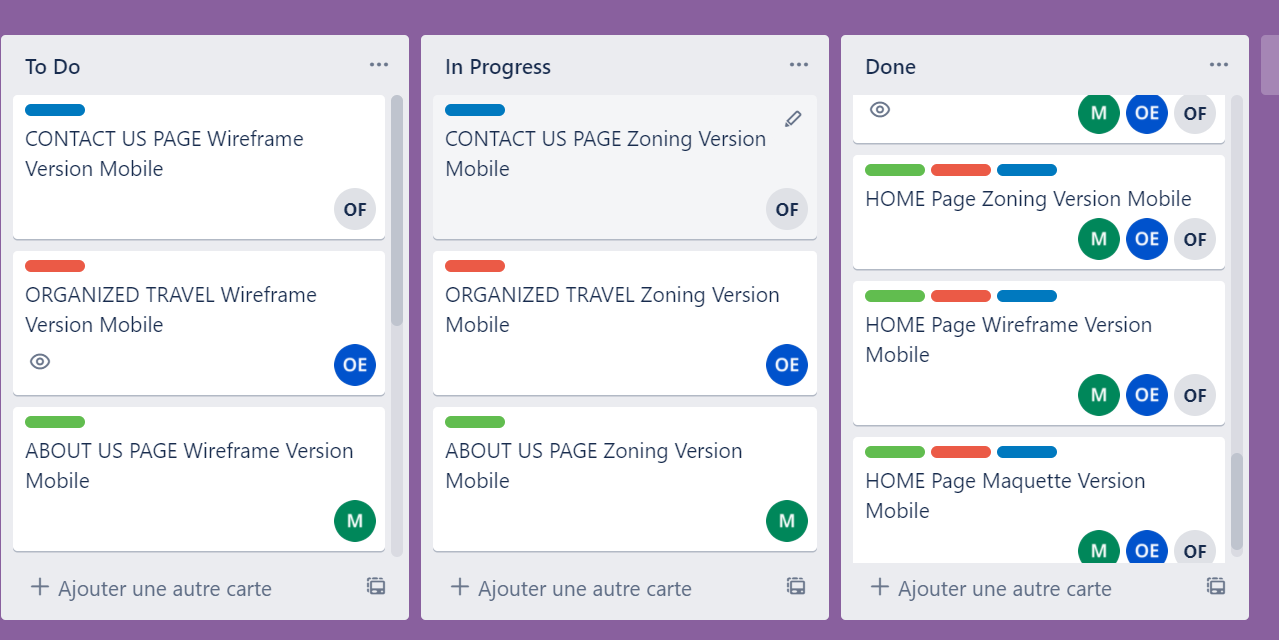 To Do
CONTACT US PAGE Wireframe
Version Mobile
OF
ORGANIZED TRAVEL Wireframe
Version Mobile
OE
ABOUT US PAGE Wireframe Version
Mobile
M
Ajouter une autre carte
In Progress
CONTACT US PAGE Zoning Version
Mobile
OF
ORGANIZED TRAVEL Zoning Version
Mobile
OE
ABOUT US PAGE Zoning Version
Mobile
M
Ajouter une autre carte
Done
M OE OF
HOME Page Zoning Version Mobile
M OE OF
HOME Page Wireframe Version
Mobile
M OE OF
HOME Page Maquette Version
Mobile
M OE OF
Ajouter une autre carte